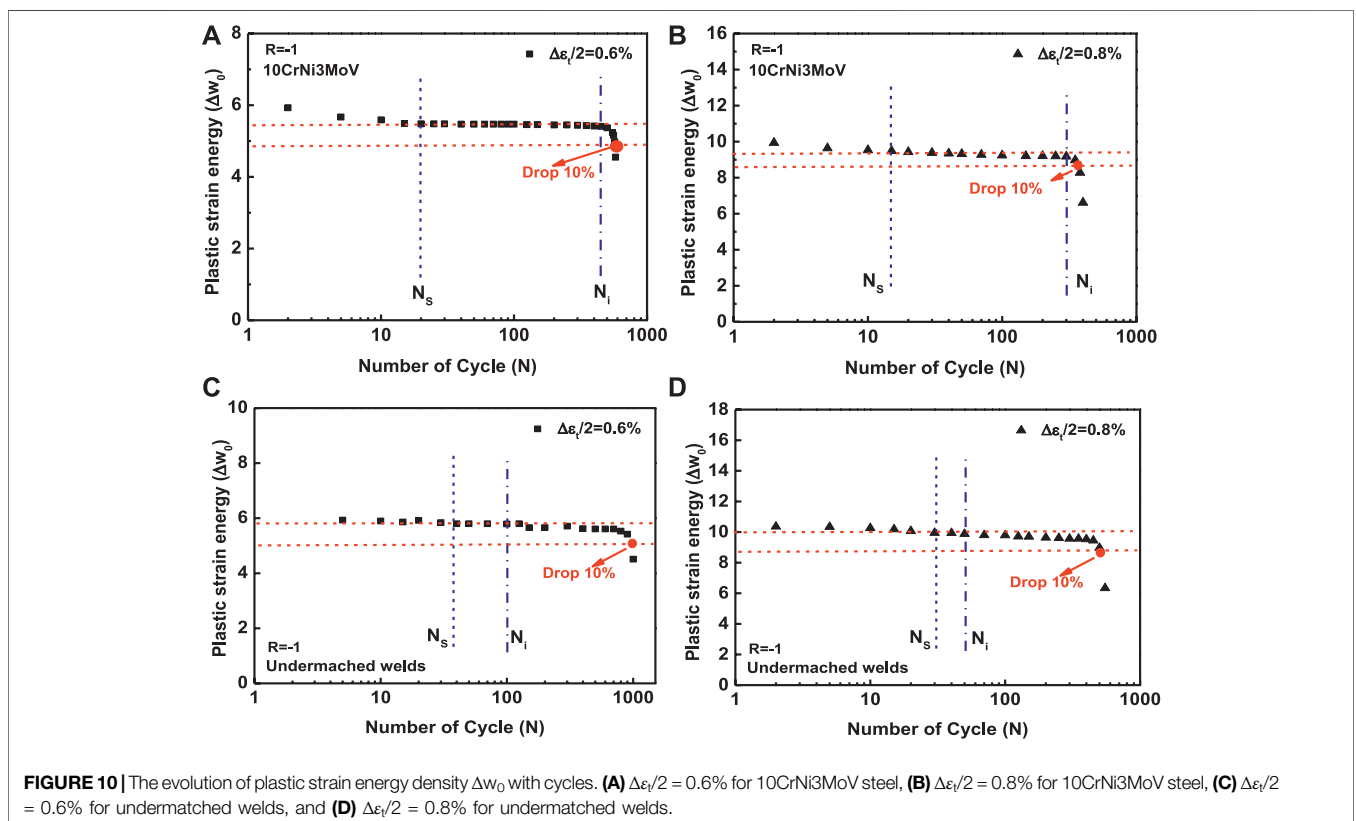 A
R=-1
10CrNi3MoV
Δεt/2=0.6%
Plastic strain energy (Δw0)
8
6
4
2
0
Drop 10%
Ns
Ni
1 10 100 1000
Number of Cycle (N)
B
R=-1
10CrNi3MoV
Δεt/2=0.8%
Plastic strain energy (Δw0)
16
14
12
10
8
6
4
2
0
Drop 10%
Ns
Ni
1 10 100 1000
Number of Cycle (N)
C
Δεt/2=0.6%
Plastic strain energy (Δw0)
10
8
6
4
2
0
Drop 10%
Ns
Ni
R=-1
Undermached welds
1 10 100 1000
Number of Cycle (N)
D
Δεt/2=0.8%
Plastic strain energy (Δw0)
18
16
14
12
10
8
6
4
2
0
Drop 10%
Ns
Ni
R=-1
Undermached welds
1 10 100 1000
Number of Cycle (N)
FIGURE 10 | The evolution of plastic strain energy density Δw0 with cycles. (A) Δεt/2 = 0.6% for 10CrNi3MoV steel, (B) Δεt/2 = 0.8% for 10CrNi3MoV steel, (C) Δεt/2
= 0.6% for undermatched welds, and (D) Δεt/2 = 0.8% for undermatched welds.